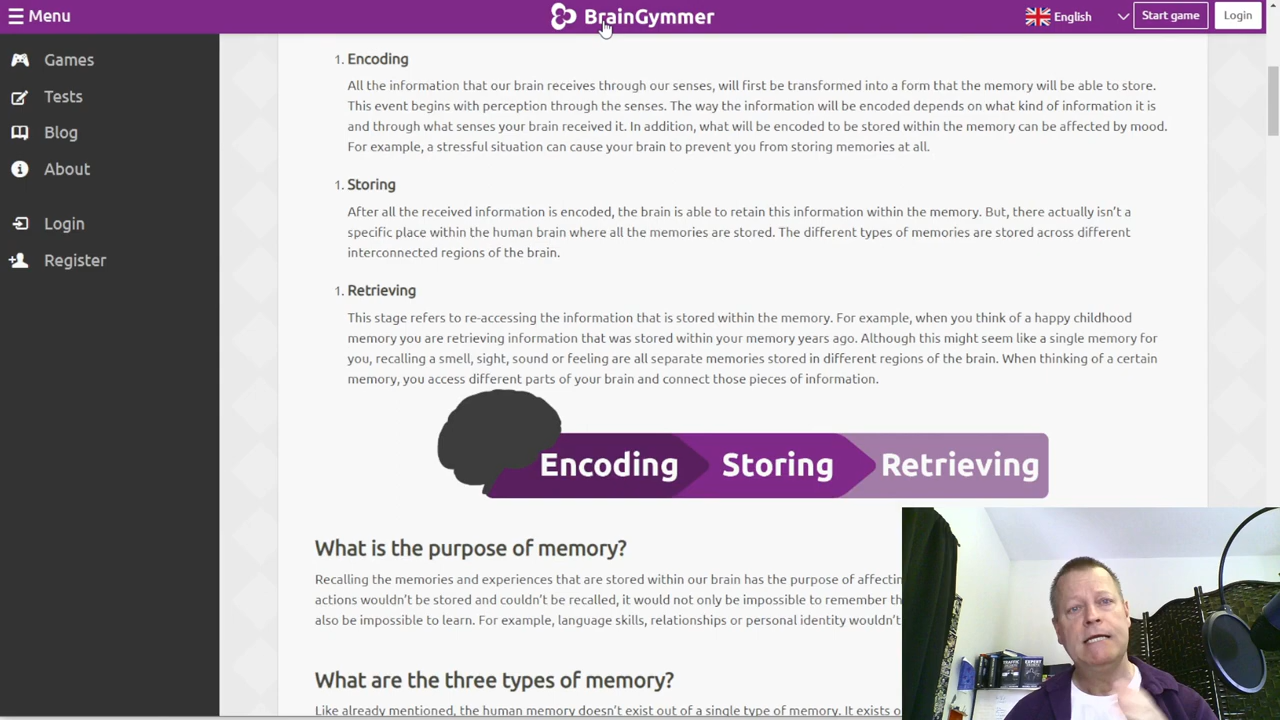 Menu
BrainGymmer
English
Start game
Login
Games
Tests
Blog
About
Login
Register
1. Encoding
All the information that our brain receives through our senses, will first be transformed into a form that the memory will be able to store.
This event begins with perception through the senses. The way the information will be encoded depends on what kind of information it is
and through what senses your brain received it. In addition, what will be encoded to be stored within the memory can be affected by mood.
For example, a stressful situation can cause your brain to prevent you from storing memories at all.
1. Storing
After all the received information is encoded, the brain is able to retain this information within the memory. But, there actually isn't a
specific place within the human brain where all the memories are stored. The different types of memories are stored across different
interconnected regions of the brain.
1. Retrieving
This stage refers to re-accessing the information that is stored within the memory. For example, when you think of a happy childhood
memory you are retrieving information that was stored within your memory years ago. Although this might seem like a single memory for
you, recalling a smell, sight, sound or feeling are all separate memories stored in different regions of the brain. When thinking of a certain
memory, you access different parts of your brain and connect those pieces of information.
Encoding Storing Retrieving
What is the purpose of memory?
Recalling the memories and experiences that are stored within our brain has the purpose of
actions wouldn't be stored and couldn't be recalled, it would not only be impossible to remember
also be impossible to learn. For example, language skills, relationships or personal identity
What are the three types of memory?
Like already mentioned, the human memory doesn't exist out of a single type of memory. It exists
TRAFFIC
EXPERT